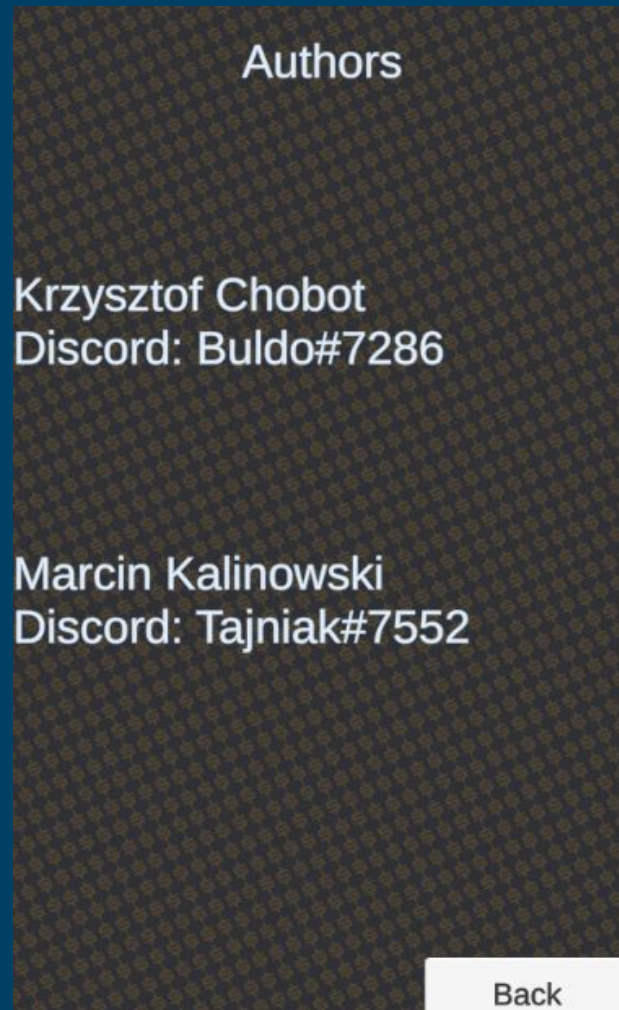 Authors
Krzysztof Chobot
Discord: Buldo#7286
Marcin Kalinowski
Discord: Tajniak#7552
Back